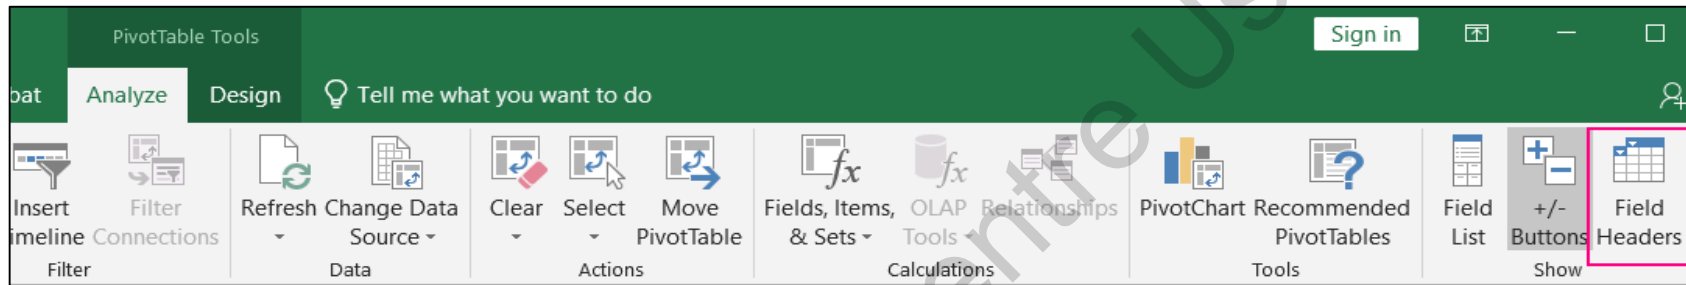 PivotTable Tools
Sign in
bat Analyze Design Tell me what you want to do
Insert Filter Refresh Change Data Clear Select Move Fields, Items, OLAP Relationships PivotChart Recommended Field +/- Field
imeline Connections Source PivotTable & Sets Tools PivotTables List Buttons Headers
Filter Data Actions Calculations Tools Show
entre Us